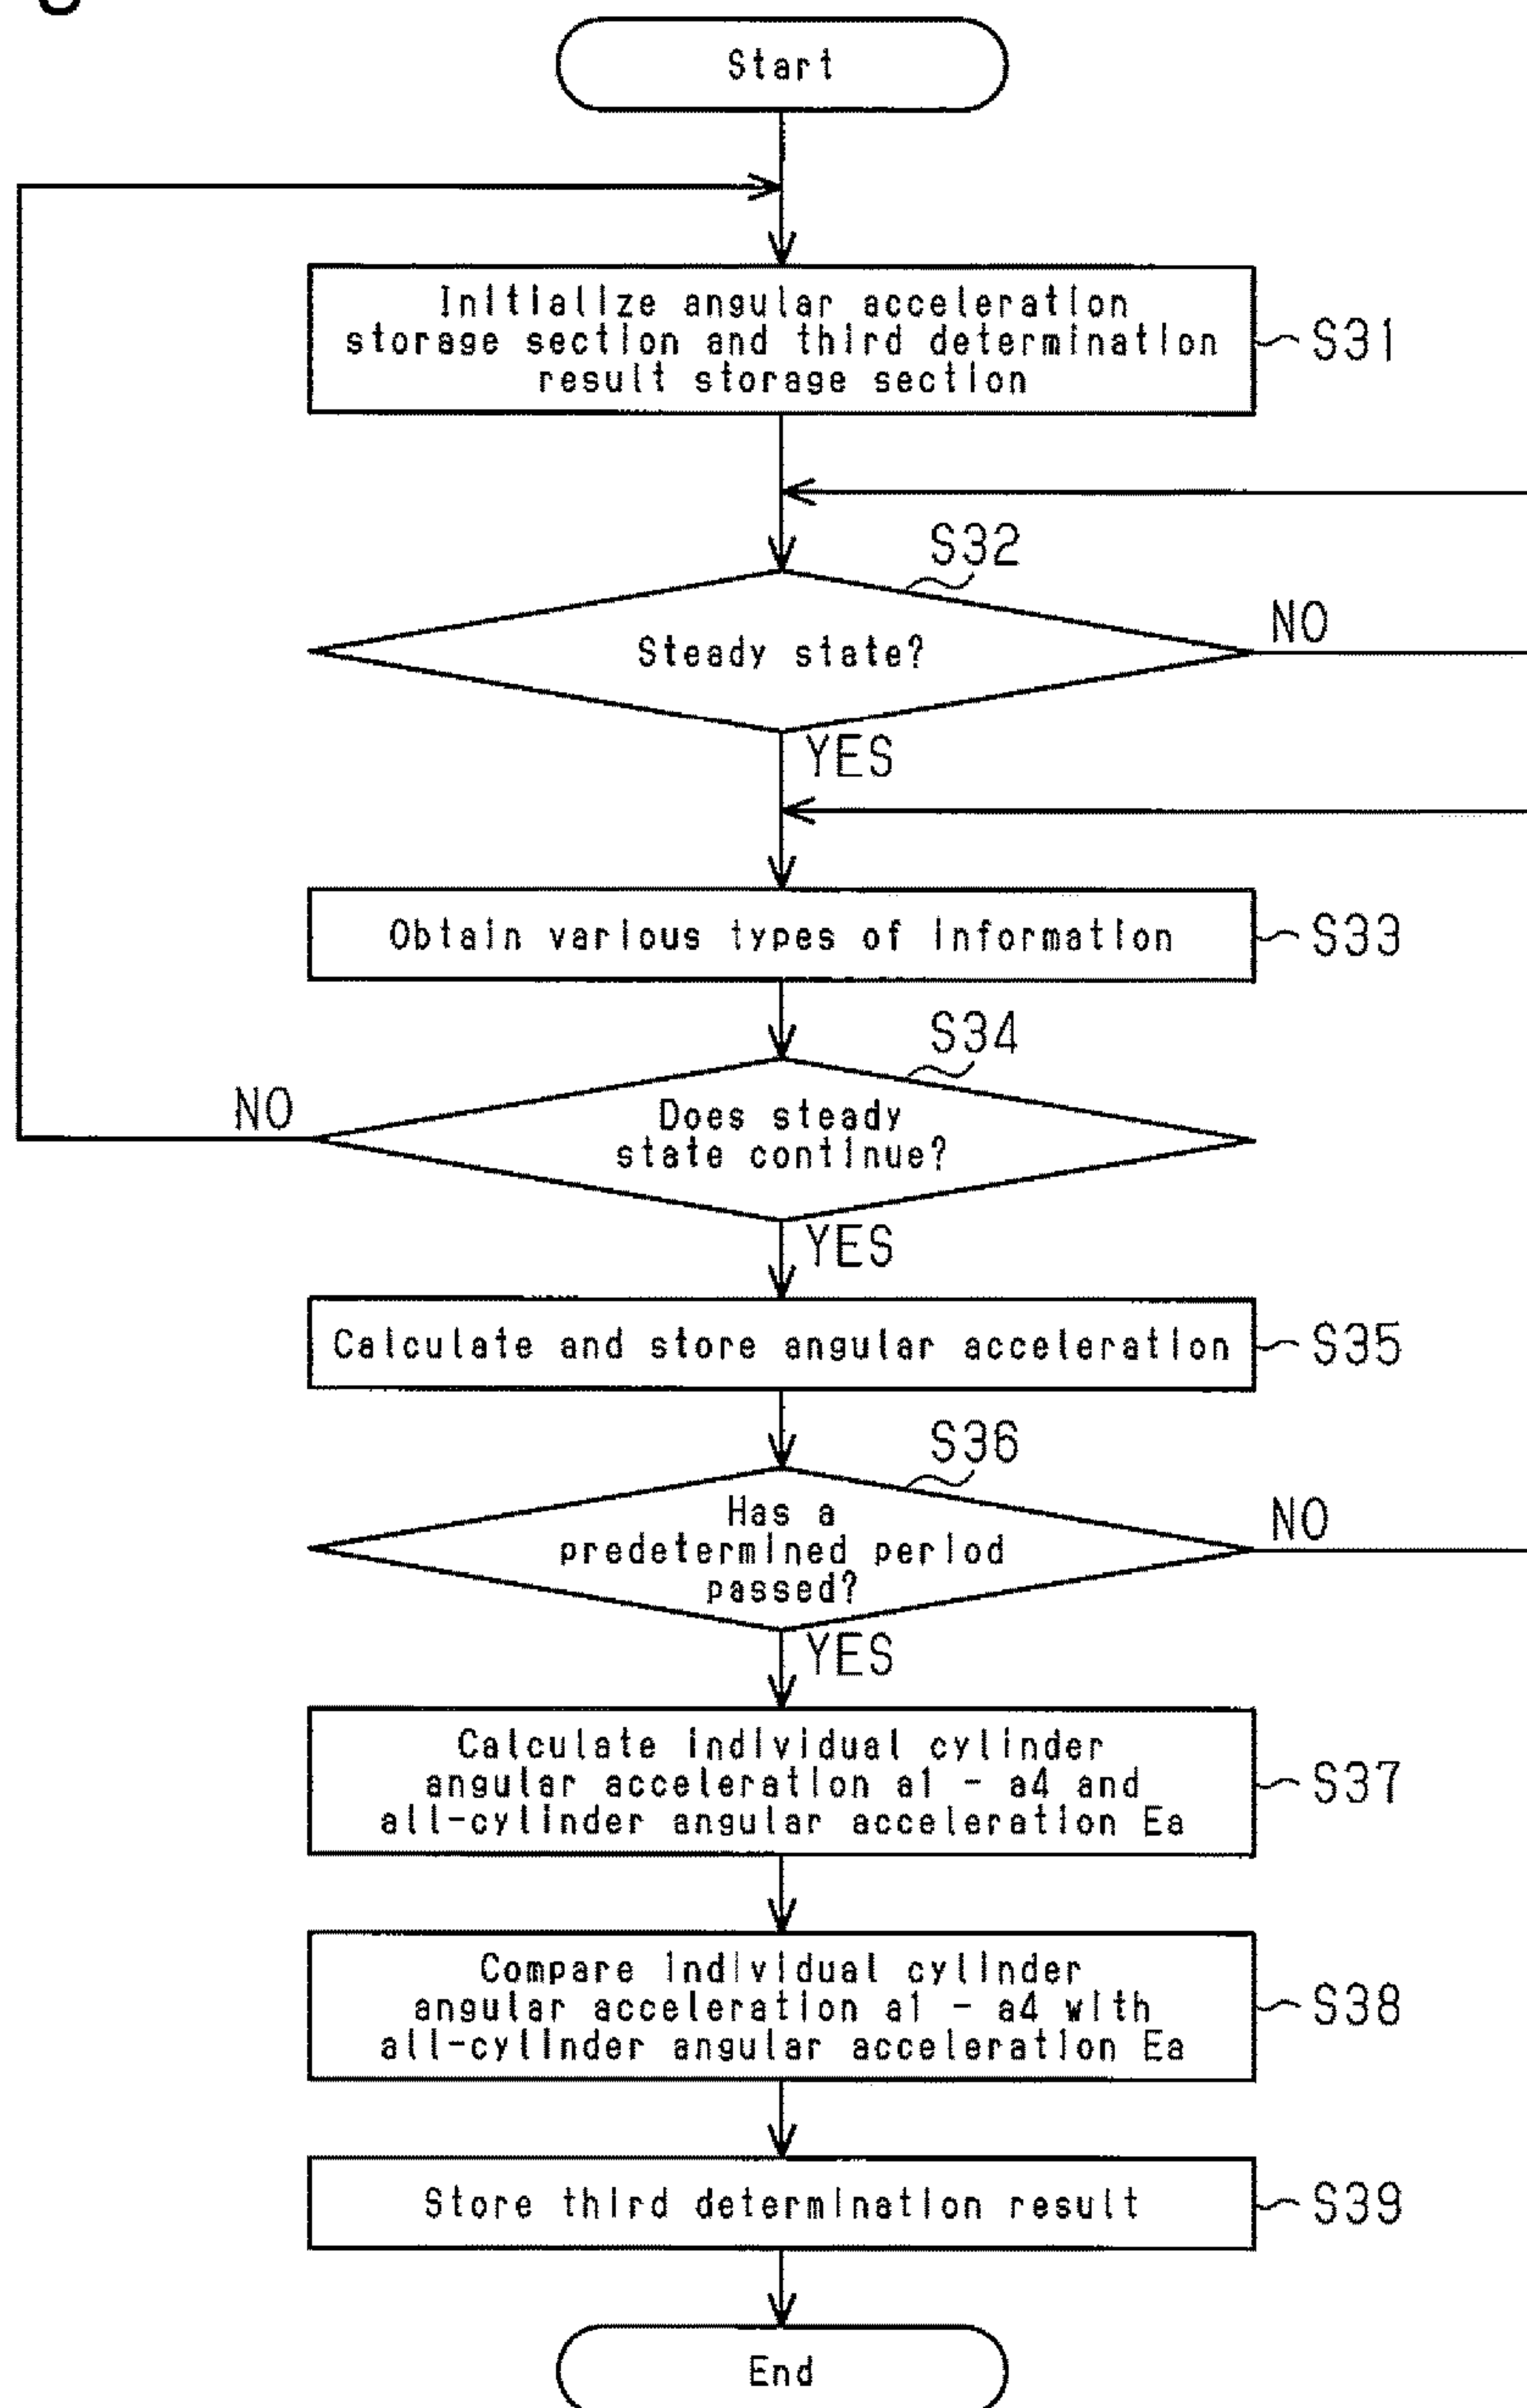 Start
Initialize angular acceleration
storage section and third determination
result storage section
S31
S32
Steady state?
NO
YES
Obtain various types of information
S33
S34
Does steady
state continue?
NO
YES
Calculate and store angular acceleration
S35
S36
Has a
predetermined period
passed?
NO
YES
Calculate individual cylinder
angular acceleration a1 - a4 and
all-cylinder angular acceleration Ea
S37
Compare individual cylinder
angular acceleration a1 - a4 with
all-cylinder angular acceleration Ea
S38
Store third determination result
S39
End